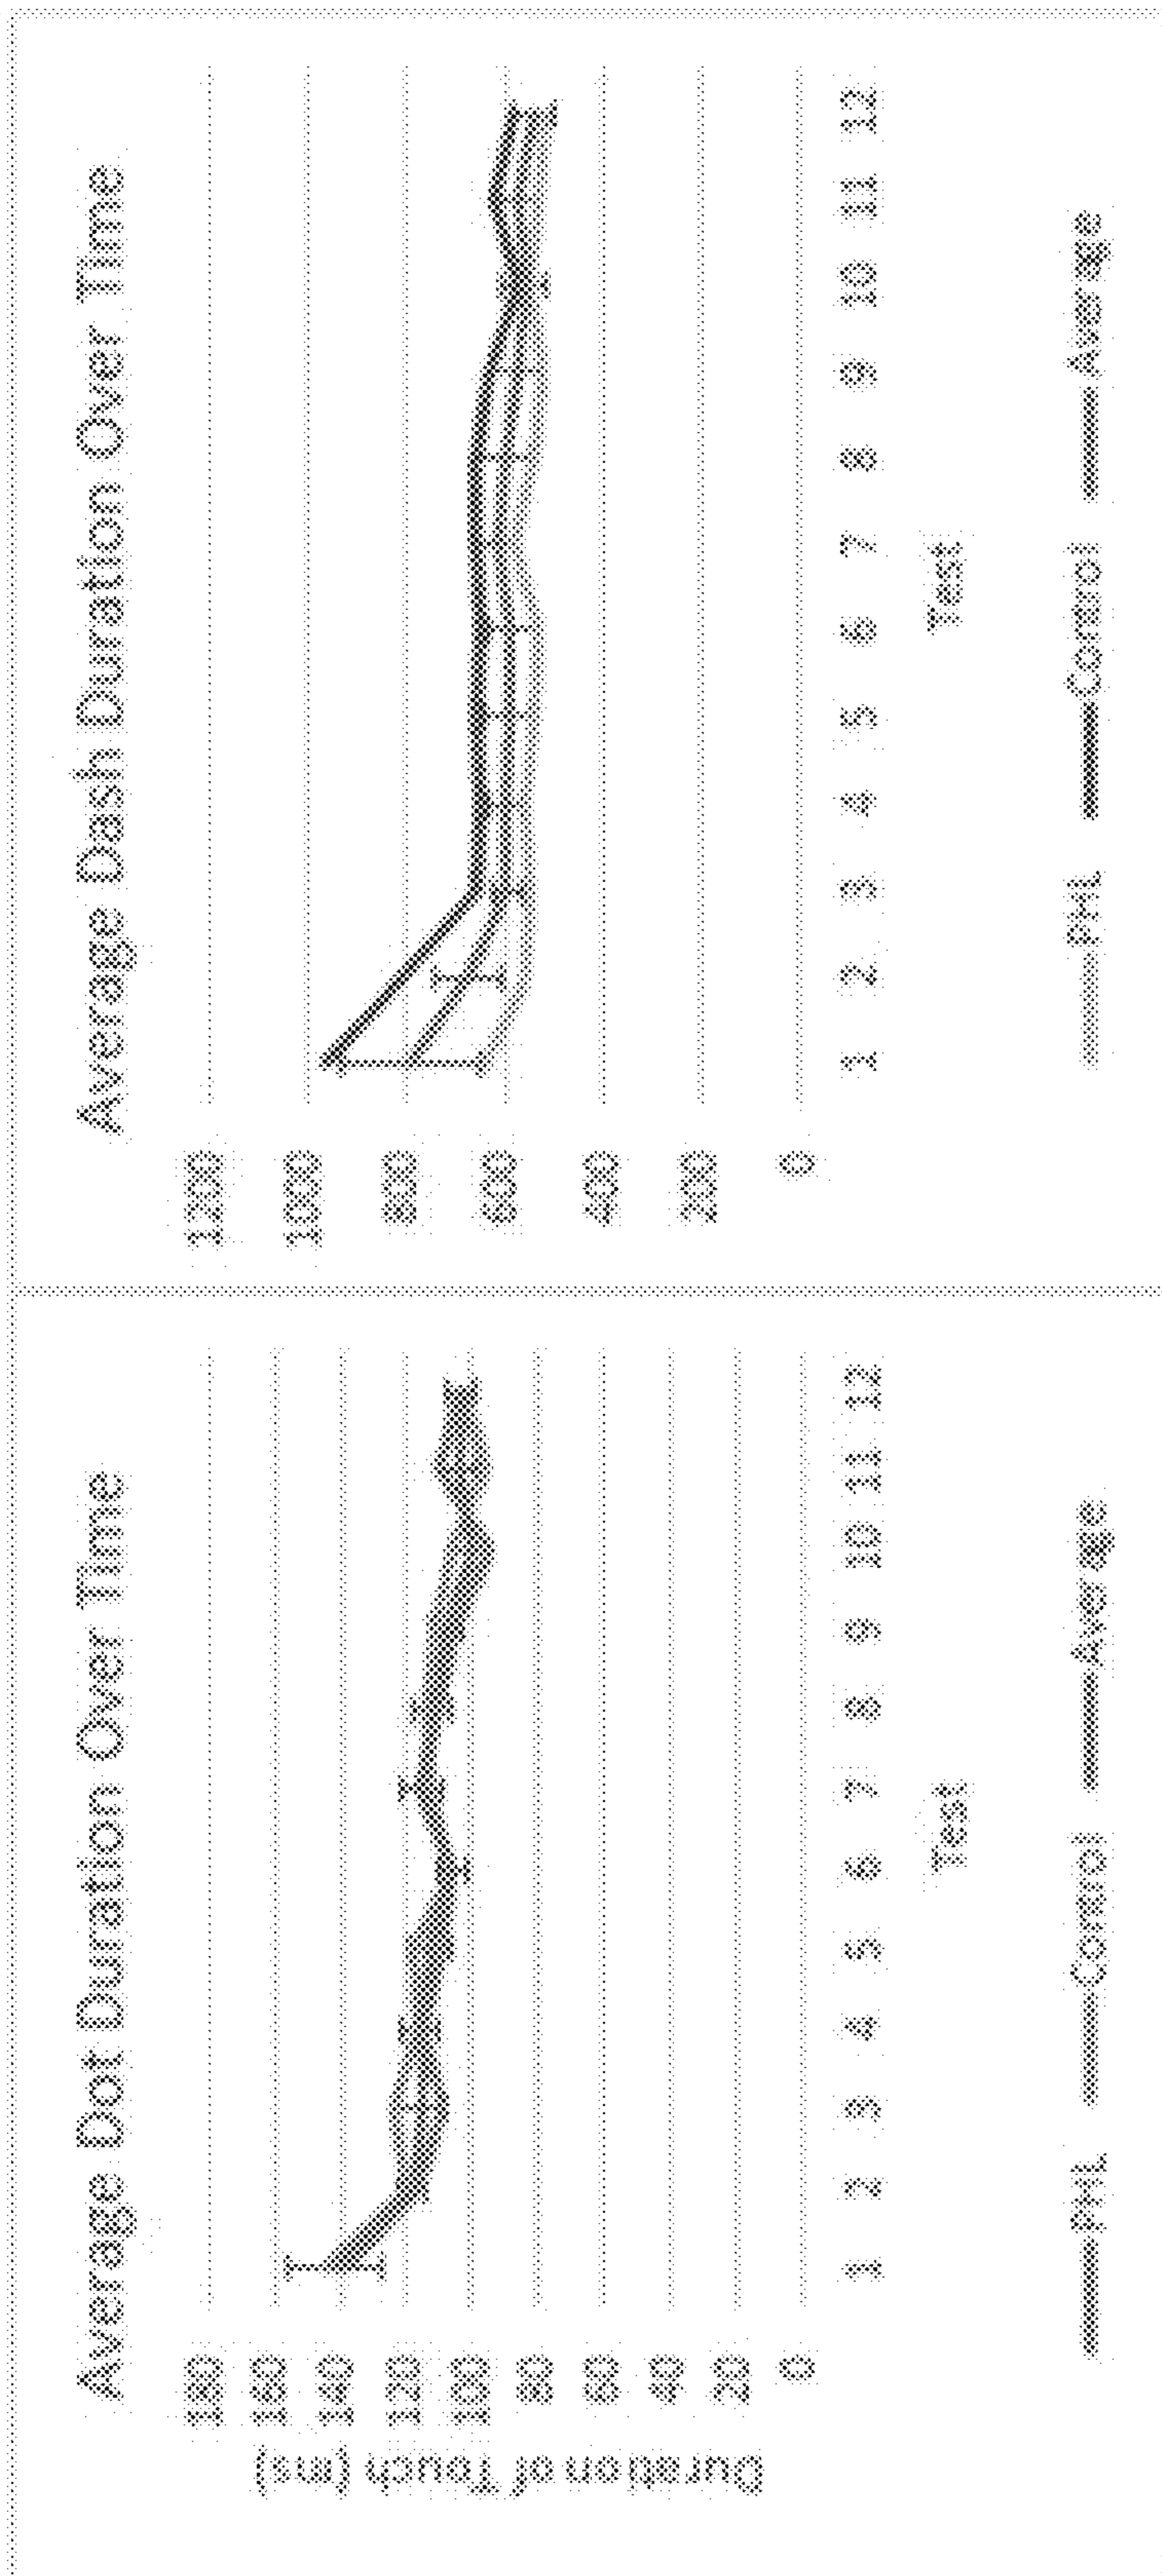 Average Dot Duration Over Time
Duration of Touch (ms)
180
160
140
120
100
80
60
40
20
0
1 2 3 4 5 6 7 8 9 10 11 12
Test
PHL Control Average
Average Dash Duration Over Time
1200
1000
800
600
400
200
0
1 2 3 4 5 6 7 8 9 10 11 12
Test
PHL Control Average